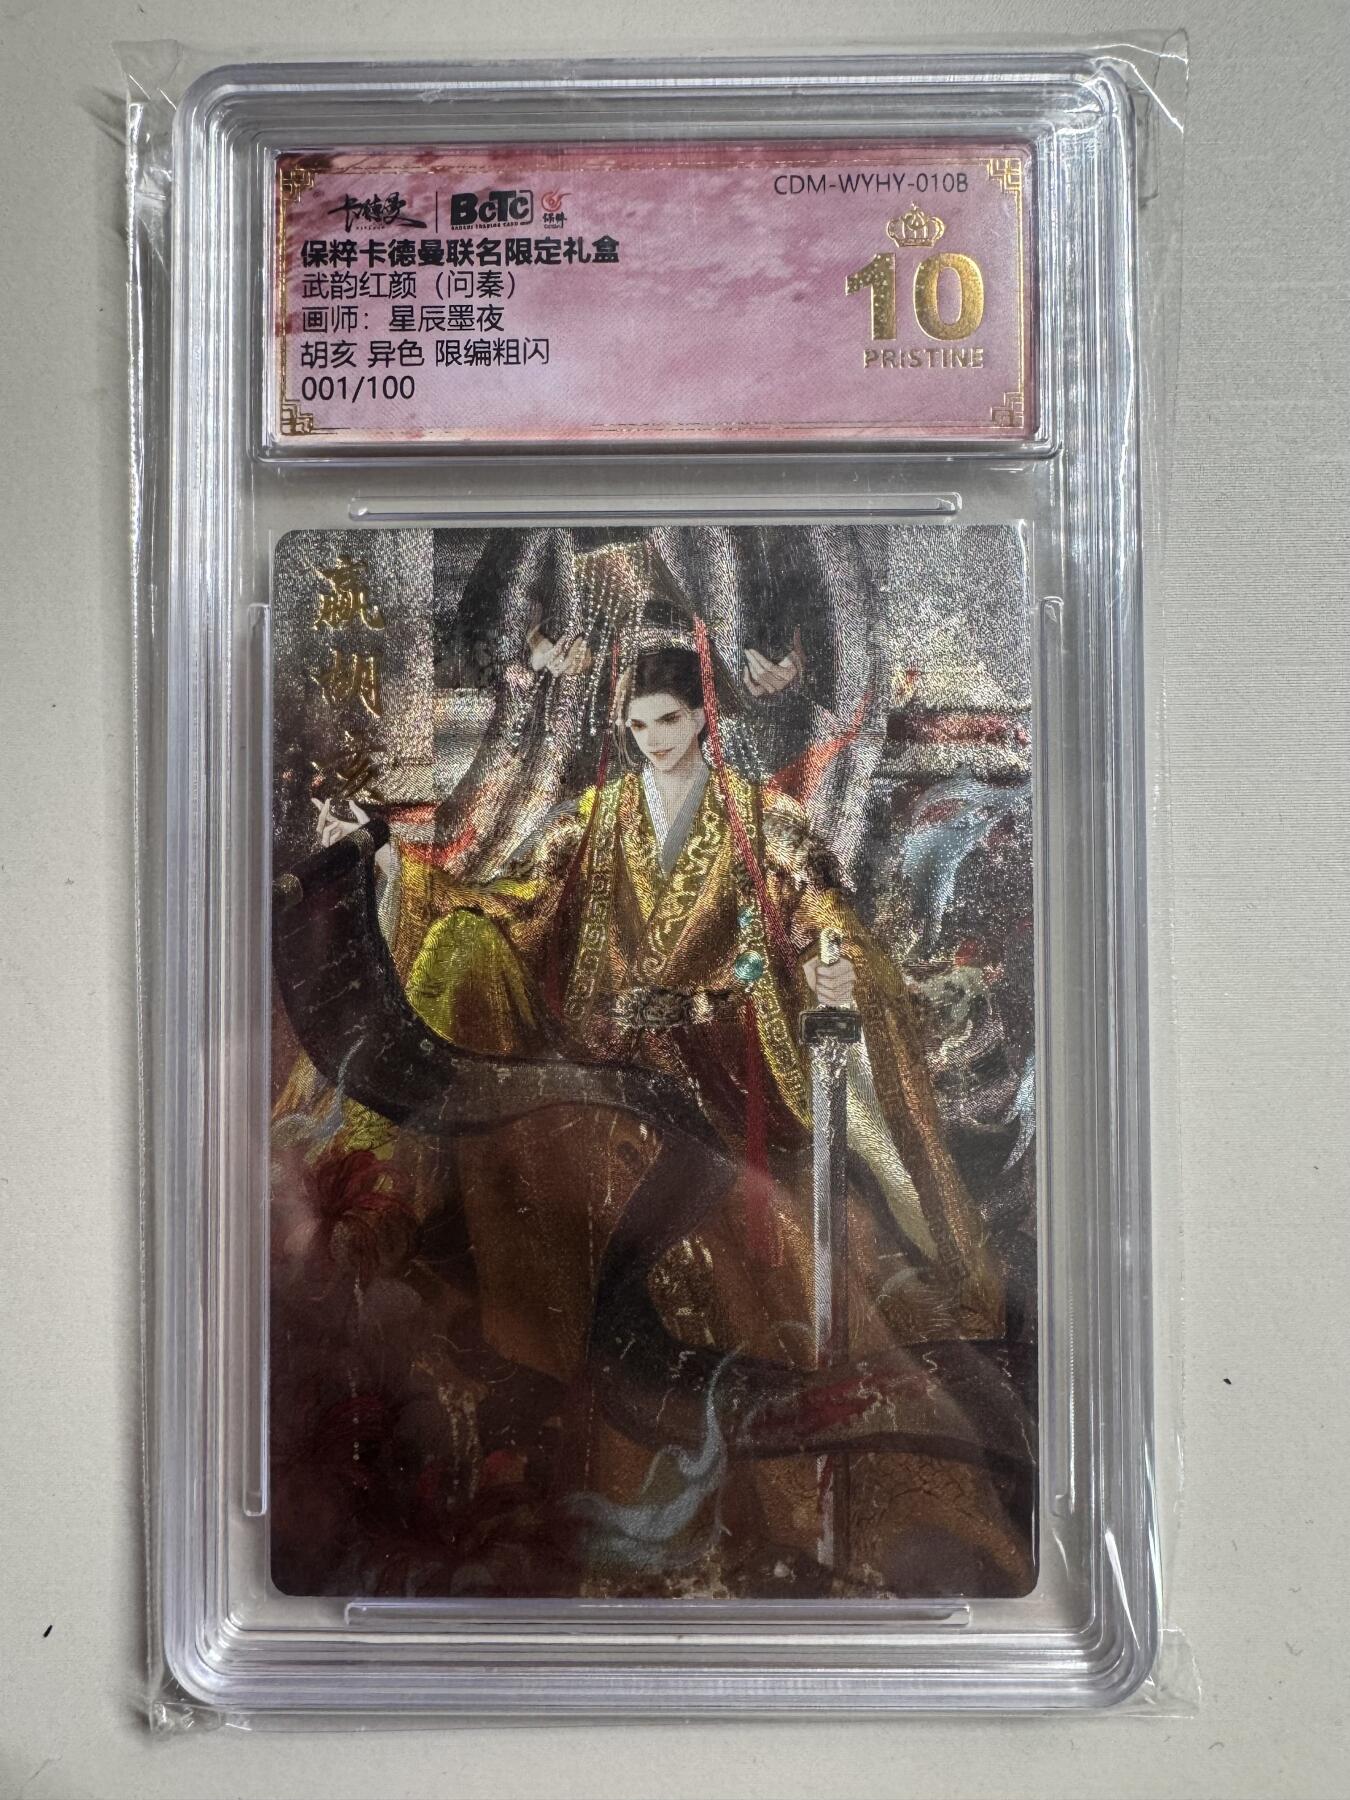 卡德曼 BCTC 保粹
CDM-WYHY-010B
保粹卡德曼联名限定礼盒
武韵红颜（问秦）
画师：星辰墨夜
胡亥 异色 限编粗闪
001/100
10
PRISTINE
嬴胡亥